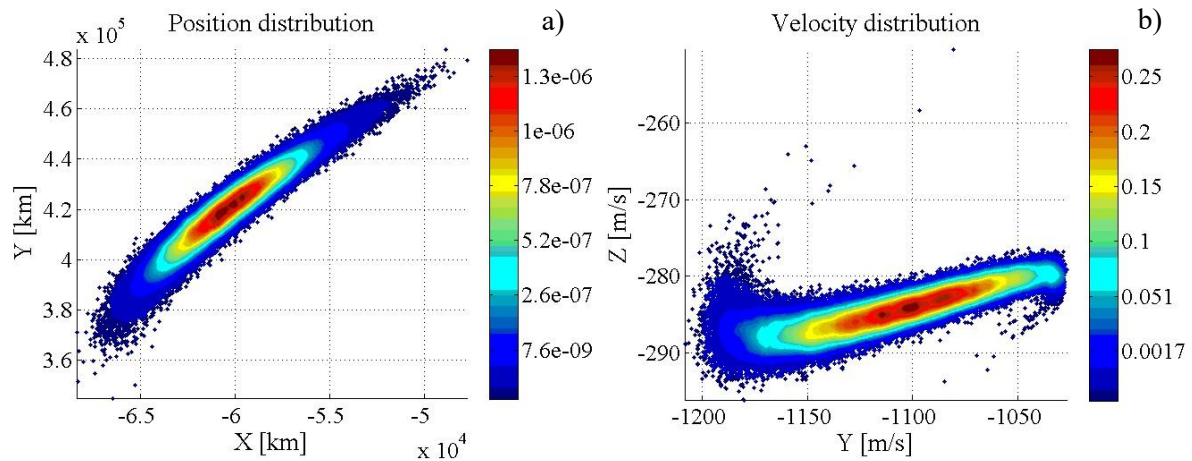 Position distribution
a)
x 10^5
4.8
4.6
4.4
4.2
4
3.8
3.6
Y [km]
-6.5
-6
-5.5
-5
X [km]
x 10^4
1.3e-06
1e-06
7.8e-07
5.2e-07
2.6e-07
7.6e-09
Velocity distribution
b)
-260
-270
-280
-290
Z [m/s]
-1200
-1150
-1100
-1050
Y [m/s]
0.25
0.2
0.15
0.1
0.051
0.0017